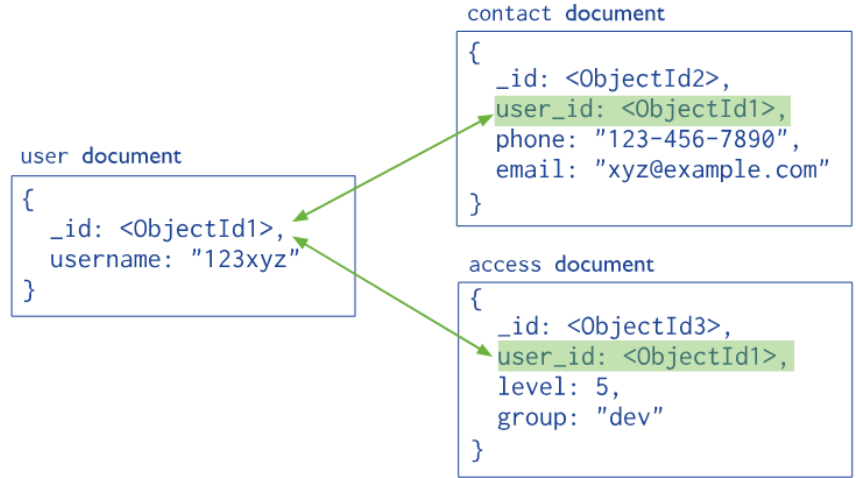 user document
{
_id: <ObjectId1>,
username: "123xyz"
}
contact document
{
_id: <ObjectId2>,
user_id: <ObjectId1>,
phone: "123-456-7890",
email: "xyz@example.com"
}
access document
{
_id: <ObjectId3>,
user_id: <ObjectId1>,
level: 5,
group: "dev"
}